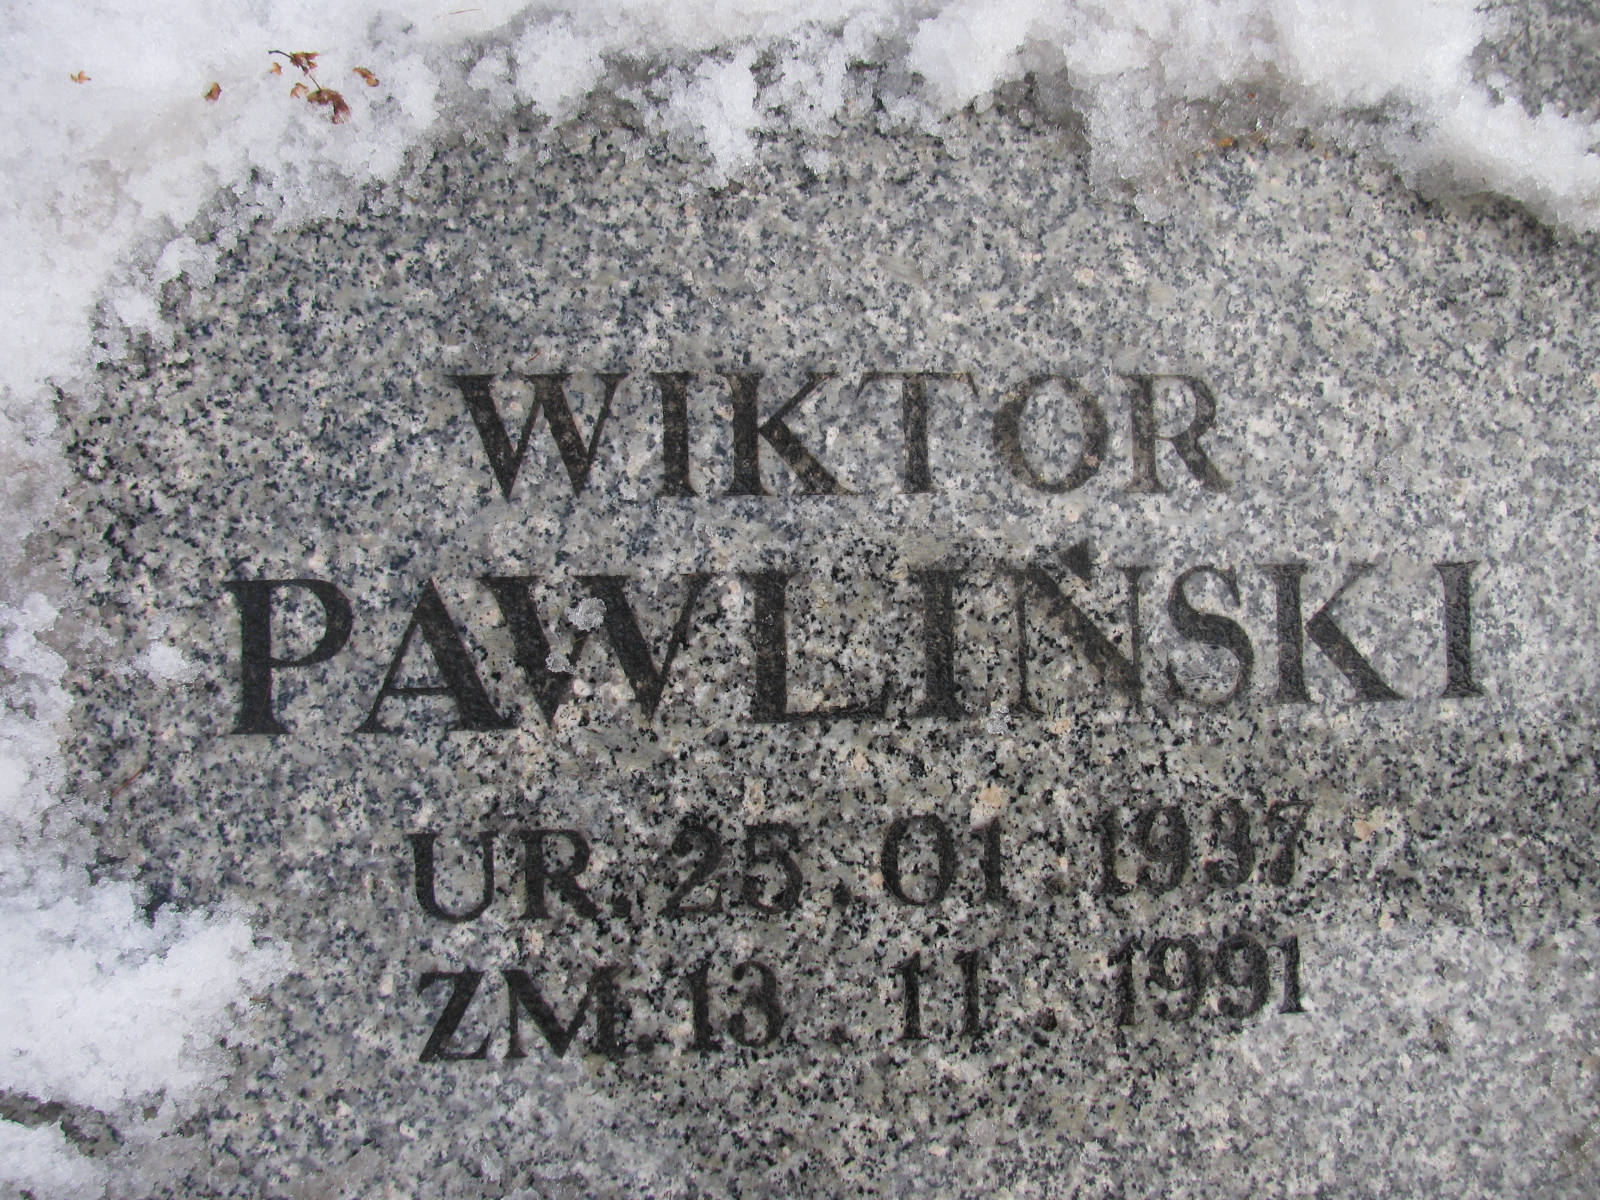 WIKTOR
PAWLIŃSKI
UR. 25. 01. 1937
ZM. 13. 11. 1991